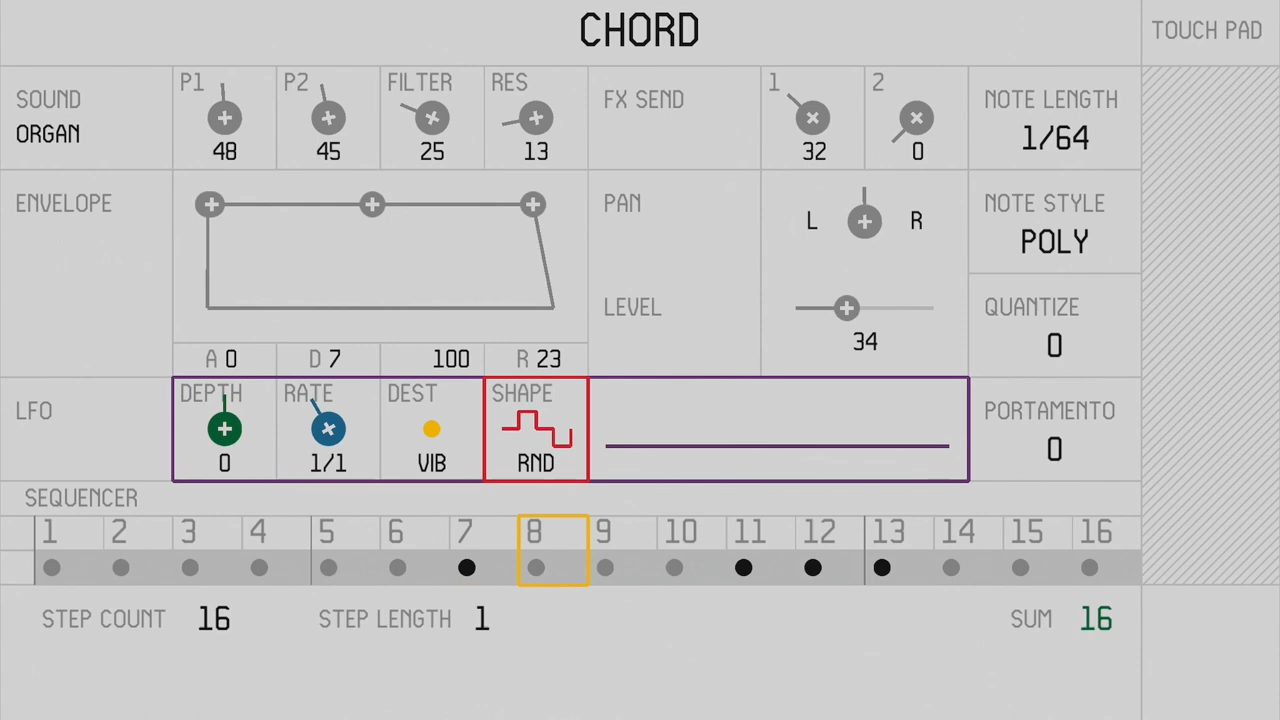 CHORD
TOUCH PAD
SOUND
ORGAN
P1
48
P2
45
FILTER
25
RES
13
FX SEND
1
32
2
0
NOTE LENGTH
1/64
ENVELOPE
A 0
D 7
100
R 23
PAN
L R
LEVEL
34
NOTE STYLE
POLY
QUANTIZE
0
LFO
DEPTH
0
RATE
1/1
DEST
VIB
SHAPE
RND
PORTAMENTO
0
SEQUENCER
1 2 3 4 5 6 7 8 9 10 11 12 13 14 15 16
STEP COUNT 16 STEP LENGTH 1 SUM 16